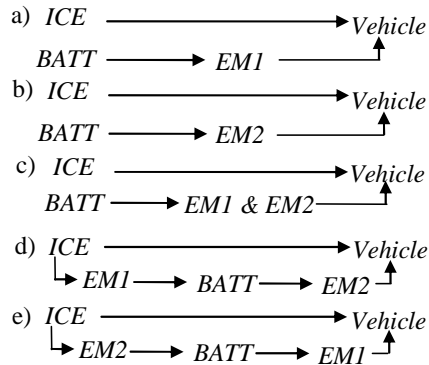 a) ICE Vehicle
BATT EM1
b) ICE Vehicle
BATT EM2
c) ICE Vehicle
BATT EM1 & EM2
d) ICE Vehicle
EM1 BATT EM2
e) ICE Vehicle
EM2 BATT EM1